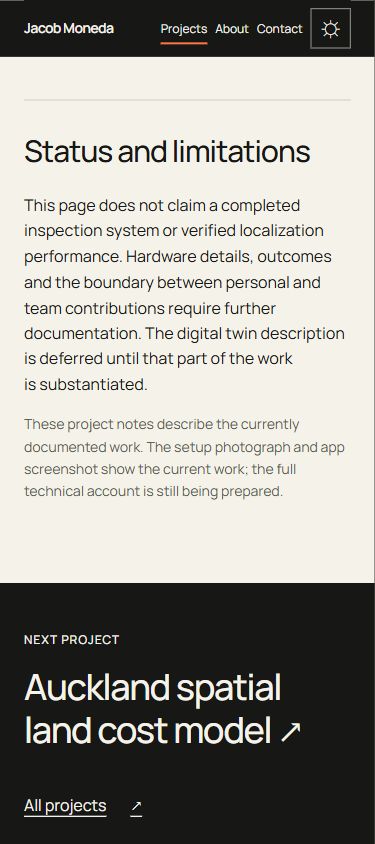 Jacob Moneda
Projects About Contact
Status and limitations
This page does not claim a completed
inspection system or verified localization
performance. Hardware details, outcomes
and the boundary between personal and
team contributions require further
documentation. The digital twin description
is deferred until that part of the work
is substantiated.
These project notes describe the currently
documented work. The setup photograph and app
screenshot show the current work; the full
technical account is still being prepared.
NEXT PROJECT
Auckland spatial
land cost model ↗
All projects ↗